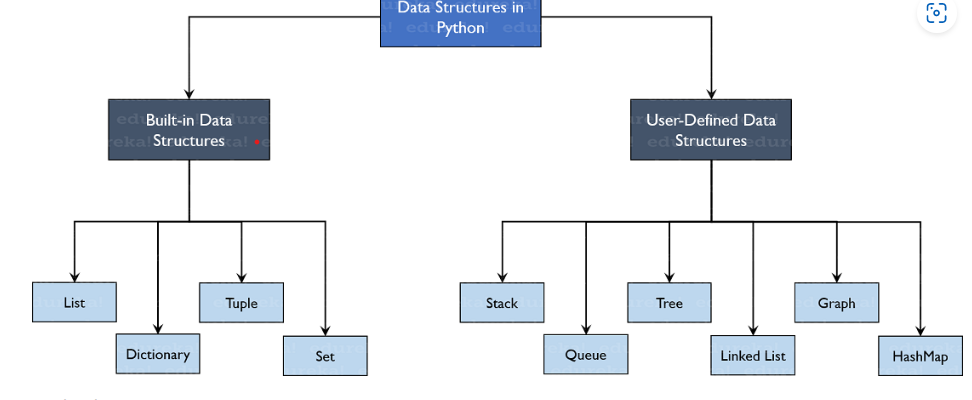 Data Structures in
Python
Built-in Data
Structures
User-Defined Data
Structures
List
Tuple
Dictionary
Set
Stack
Tree
Graph
Queue
Linked List
HashMap